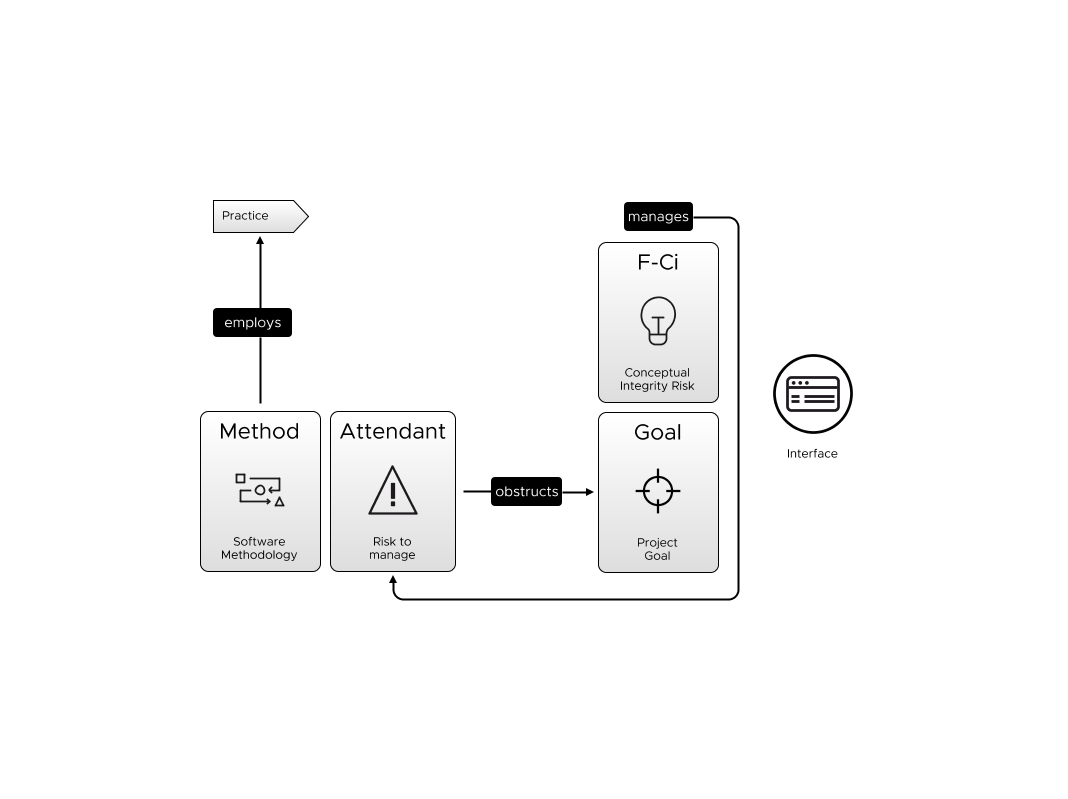 Practice
manages
F-Ci
Conceptual
Integrity Risk
employs
Method
Software
Methodology
Attendant
Risk to
manage
obstructs
Goal
Project
Goal
Interface